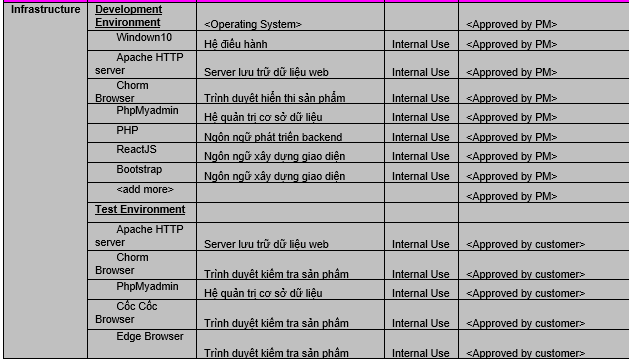 Infrastructure
Development
Environment <Operating System> <Approved by PM>
Window10 Hệ điều hành Internal Use <Approved by PM>
Apache HTTP
server Server lưu trữ dữ liệu web Internal Use <Approved by PM>
Chorm
Browser Trình duyệt hiển thi sản phẩm Internal Use <Approved by PM>
PhpMyadmin Hệ quản trị cơ sở dữ liệu Internal Use <Approved by PM>
PHP Ngôn ngữ phát triển backend Internal Use <Approved by PM>
ReactJS Ngôn ngữ xây dựng giao diện Internal Use <Approved by PM>
Bootstrap Ngôn ngữ xây dựng giao diện Internal Use <Approved by PM>
<add more> <Approved by PM>
Test Environment
Apache HTTP
server Server lưu trữ dữ liệu web Internal Use <Approved by customer>
Chorm
Browser Trình duyệt kiểm tra sản phẩm Internal Use <Approved by customer>
PhpMyadmin Hệ quản trị cơ sở dữ liệu Internal Use <Approved by customer>
Cốc Cốc
Browser Trình duyệt kiểm tra sản phẩm Internal Use <Approved by customer>
Edge Browser Trình duyệt kiểm tra sản phẩm Internal Use <Approved by customer>